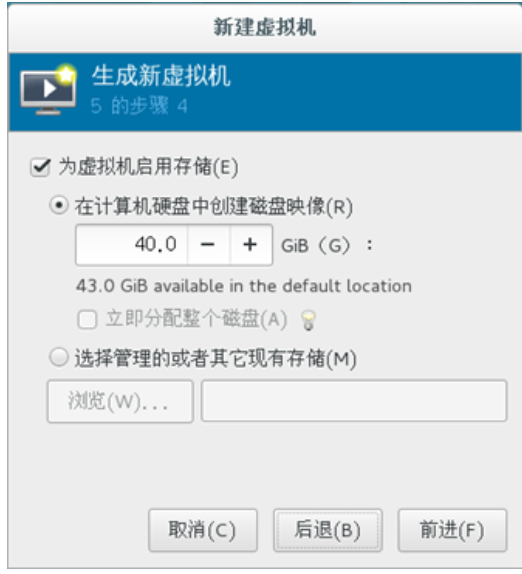 新建虚拟机
生成新虚拟机
5 的步骤 4
为虚拟机启用存储(E)
在计算机硬盘中创建磁盘映像(R)
40.0 − + GiB（G）：
43.0 GiB available in the default location
立即分配整个磁盘(A)
选择管理的或者其它现有存储(M)
浏览(W)...
取消(C) 后退(B) 前进(F)